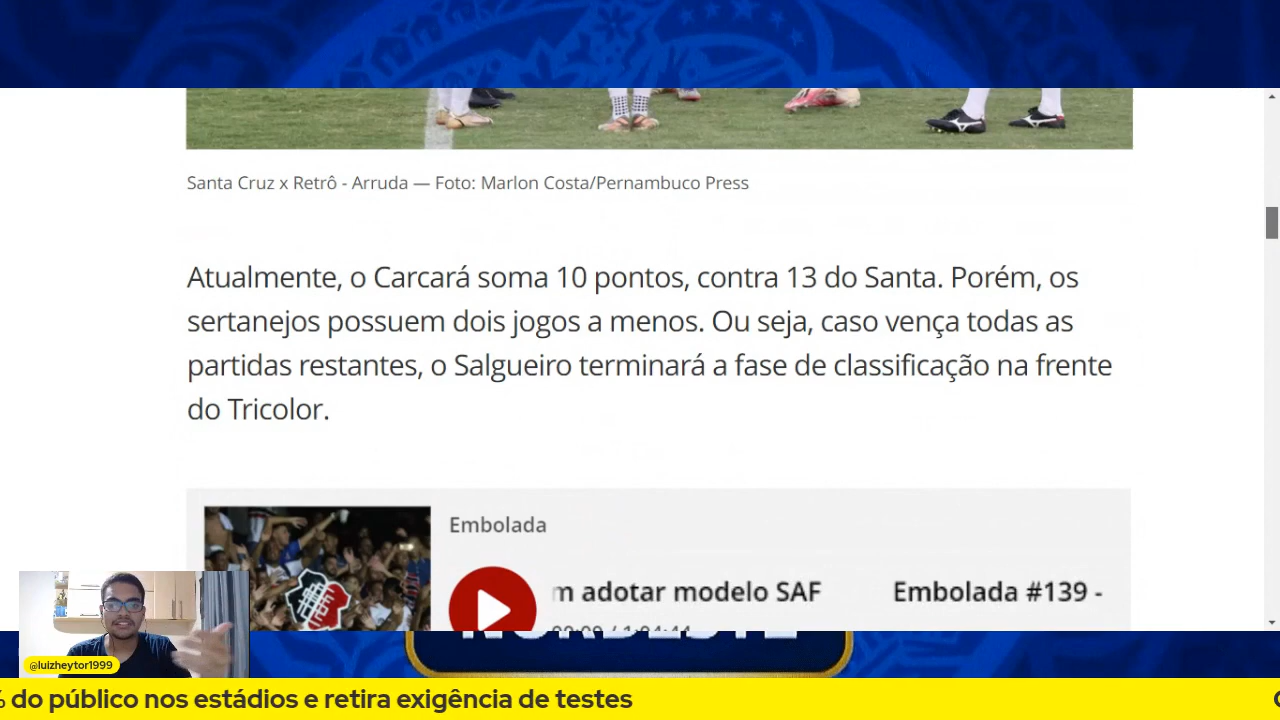 Santa Cruz x Retrô - Arruda — Foto: Marlon Costa/Pernambuco Press
Atualmente, o Carcará soma 10 pontos, contra 13 do Santa. Porém, os
sertanejos possuem dois jogos a menos. Ou seja, caso vença todas as
partidas restantes, o Salgueiro terminará a fase de classificação na frente
do Tricolor.
Embolada
m adotar modelo SAF Embolada #139 -
@luizheytor1999
% do público nos estádios e retira exigência de testes